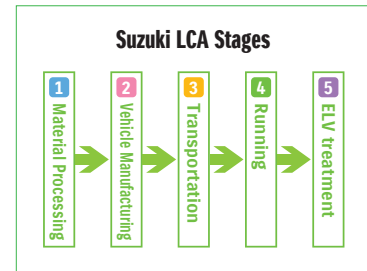 Suzuki LCA Stages
1 Material Processing
2 Vehicle Manufacturing
3 Transportation
4 Running
5 ELV treatment